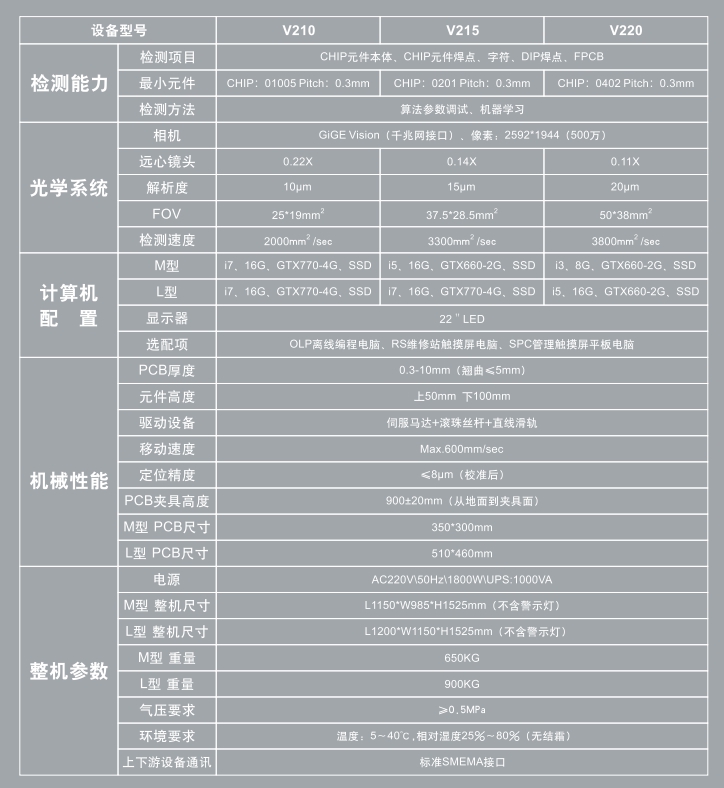 设备型号 V210 V215 V220
检测能力
检测项目 CHIP元件本体、CHIP元件焊点、字符、DIP焊点、FPCB
最小元件 CHIP：01005 Pitch：0.3mm CHIP：0201 Pitch：0.3mm CHIP：0402 Pitch：0.3mm
检测方法 算法参数调试、机器学习
光学系统
相机 GiGE Vision（千兆网接口）、像素：2592*1944（500万）
远心镜头 0.22X 0.14X 0.11X
解析度 10μm 15μm 20μm
FOV 25*19mm² 37.5*28.5mm² 50*38mm²
检测速度 2000mm² /sec 3300mm² /sec 3800mm² /sec
计算机
配 置
M型 i7、16G、GTX770-4G、SSD i5、16G、GTX660-2G、SSD i3、8G、GTX660-2G、SSD
L型 i7、16G、GTX770-4G、SSD i7、16G、GTX770-4G、SSD i5、16G、GTX660-2G、SSD
显示器 22 " LED
选配项 OLP离线编程电脑、RS维修站触摸屏电脑、SPC管理触摸屏平板电脑
机械性能
PCB厚度 0.3-10mm（翘曲≤5mm）
元件高度 上50mm 下100mm
驱动设备 伺服马达+滚珠丝杆+直线滑轨
移动速度 Max.600mm/sec
定位精度 ≤8μm（校准后）
PCB夹具高度 900±20mm（从地面到夹具面）
M型 PCB尺寸 350*300mm
L型 PCB尺寸 510*460mm
整机参数
电源 AC220V\50Hz\1800W\UPS:1000VA
M型 整机尺寸 L1150*W985*H1525mm（不含警示灯）
L型 整机尺寸 L1200*W1150*H1525mm（不含警示灯）
M型 重量 650KG
L型 重量 900KG
气压要求 ≥0.5MPa
环境要求 温度：5～40℃,相对湿度25%～80%（无结霜）
上下游设备通讯 标准SMEMA接口